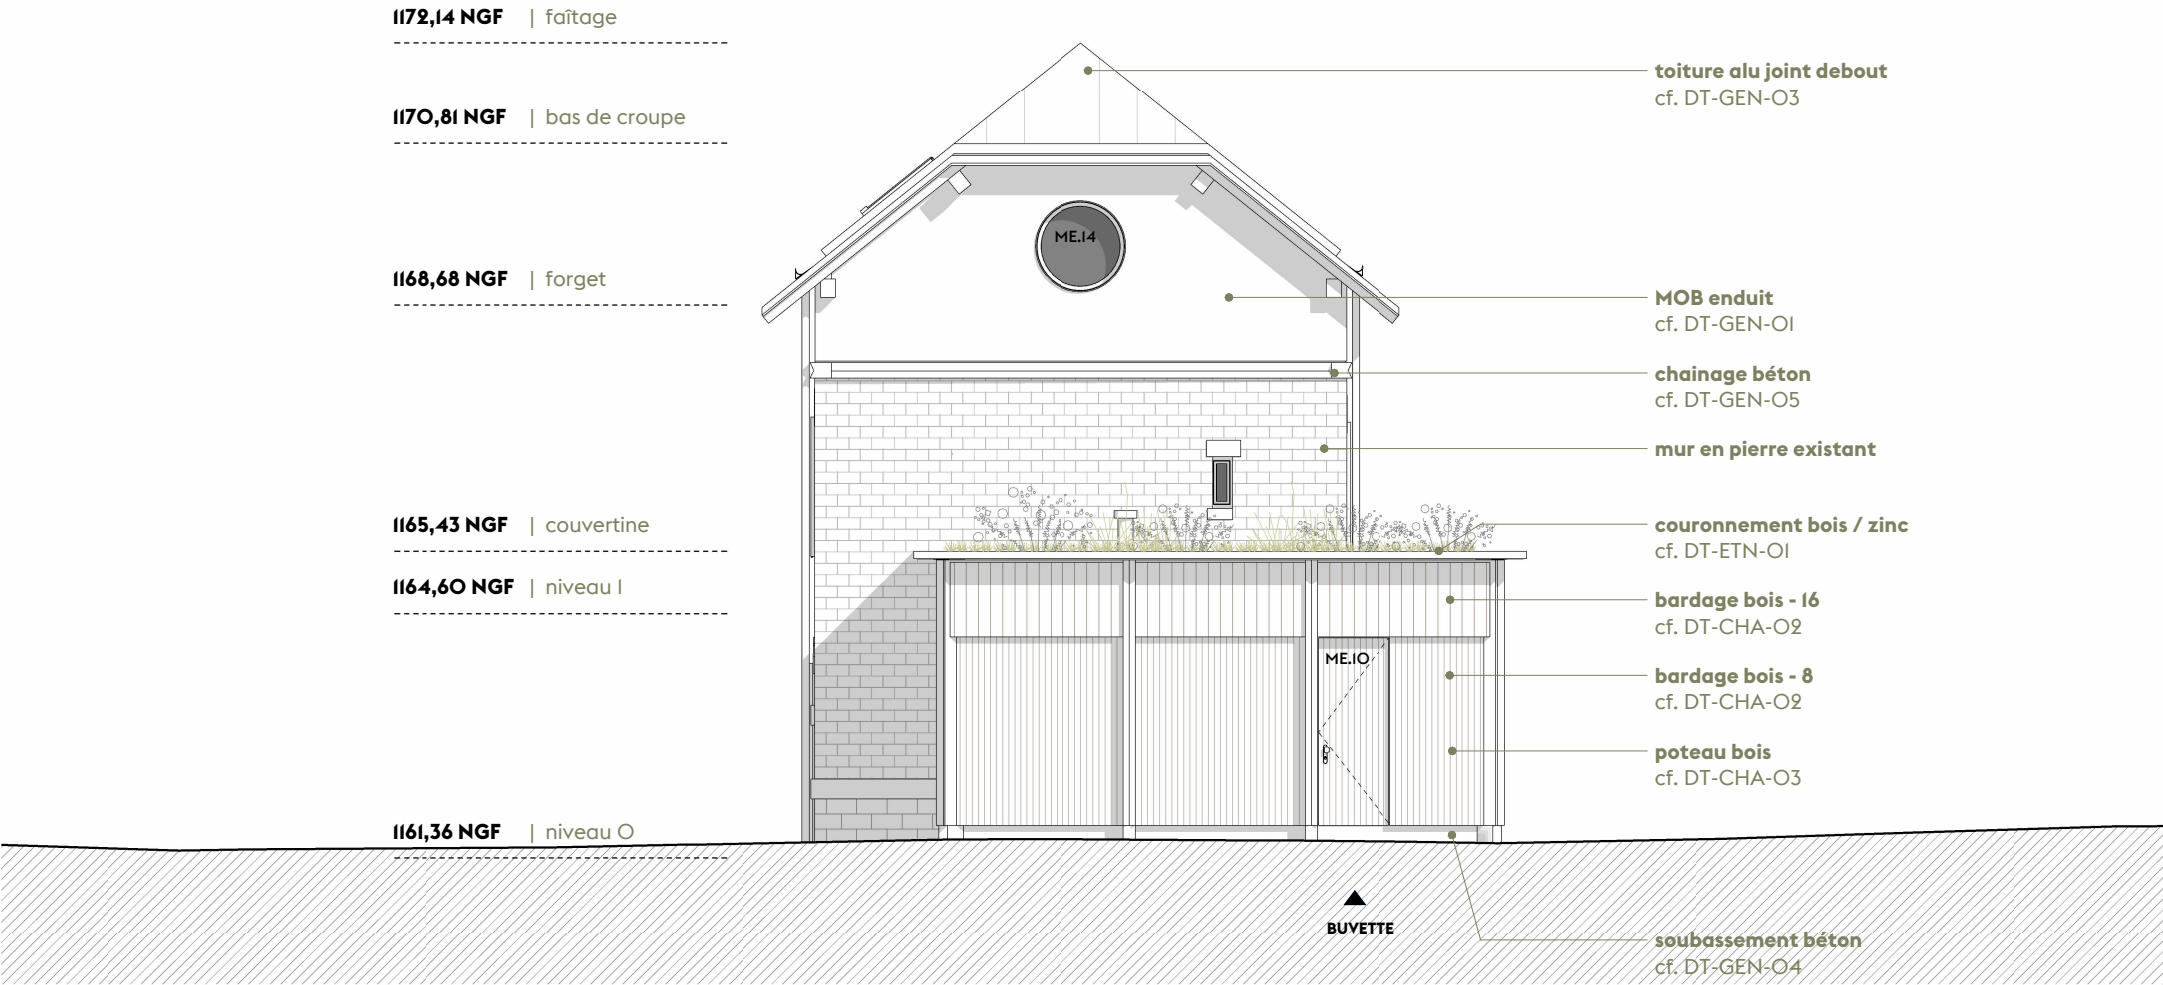 1172,14 NGF | faîtage
1170,81 NGF | bas de croupe
1168,68 NGF | forget
1165,43 NGF | couvertine
1164,60 NGF | niveau 1
1161,36 NGF | niveau 0
ME.14
ME.10
BUVETTE
toiture alu joint debout
cf. DT-GEN-03
MOB enduit
cf. DT-GEN-01
chainage béton
cf. DT-GEN-05
mur en pierre existant
couronnement bois / zinc
cf. DT-ETN-01
bardage bois - 16
cf. DT-CHA-02
bardage bois - 8
cf. DT-CHA-02
poteau bois
cf. DT-CHA-03
soubassement béton
cf. DT-GEN-04